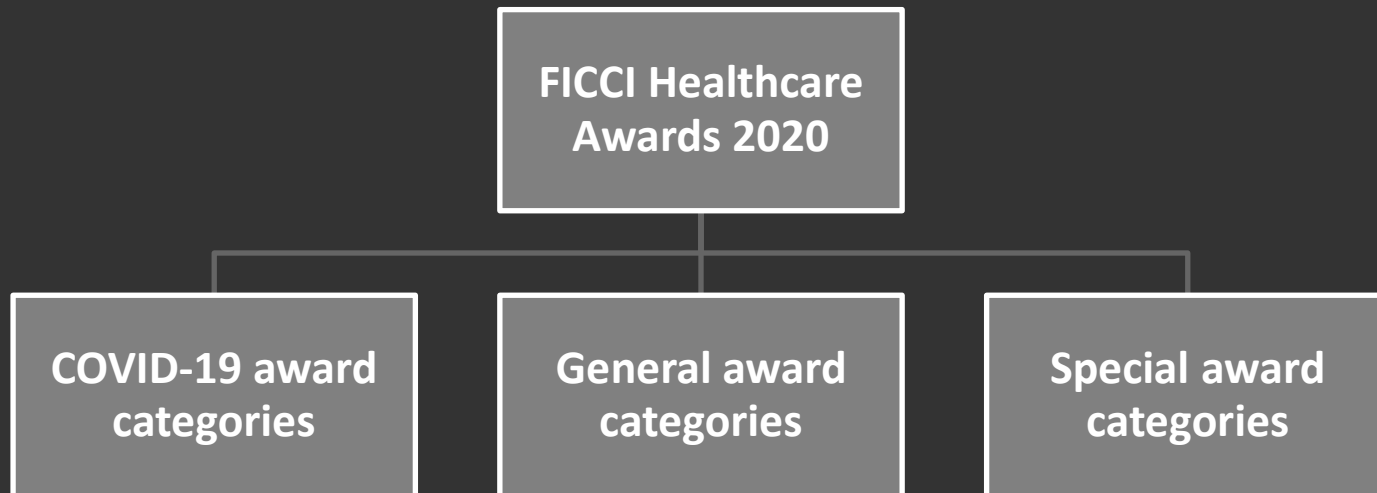 FICCI Healthcare
Awards 2020
COVID-19 award
categories
General award
categories
Special award
categories